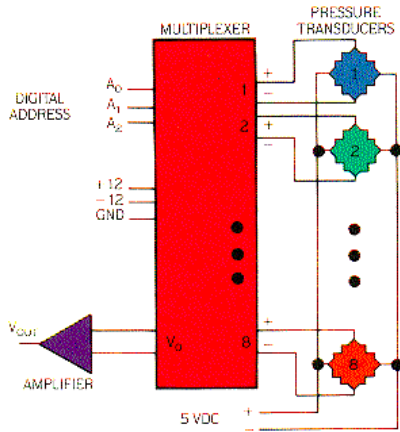 PRESSURE
TRANSDUCERS
MULTIPLEXER
DIGITAL
ADDRESS
A0
A1
A2
+12
−12
GND
1
+
−
2
+
−
8
+
−
1
2
8
VOUT
V0
AMPLIFIER
5 VDC
+
−